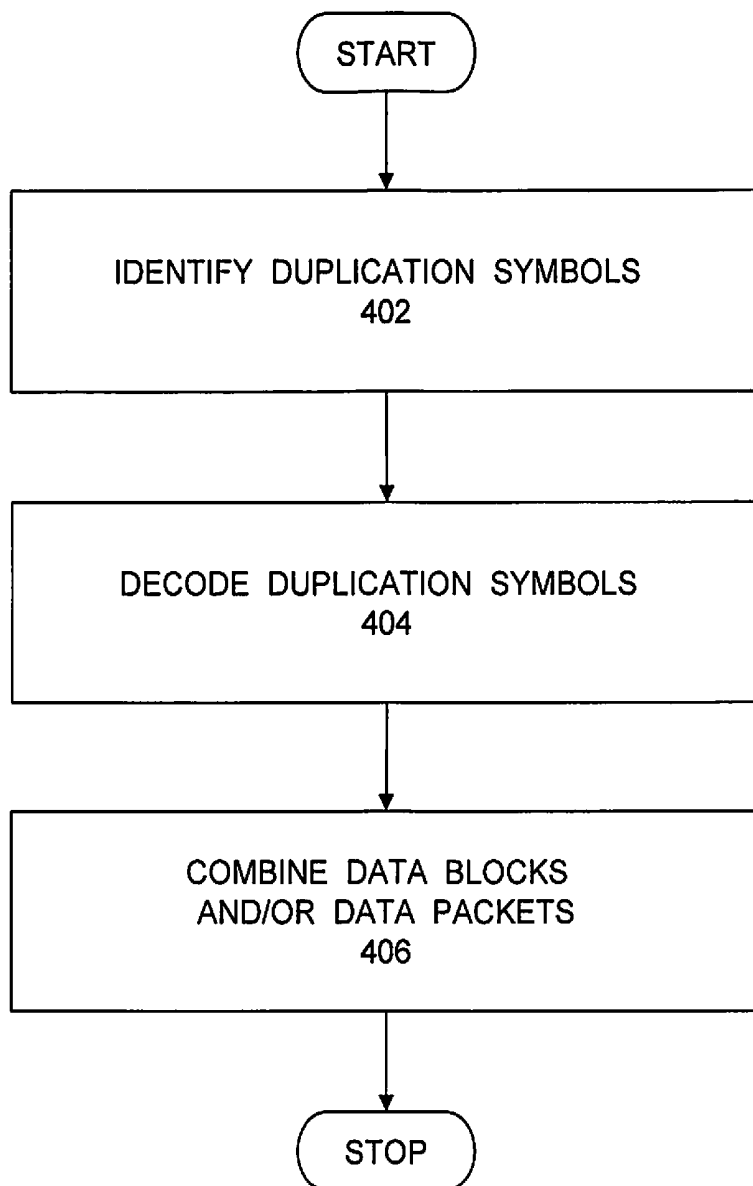 START
IDENTIFY DUPLICATION SYMBOLS
402
DECODE DUPLICATION SYMBOLS
404
COMBINE DATA BLOCKS
AND/OR DATA PACKETS
406
STOP